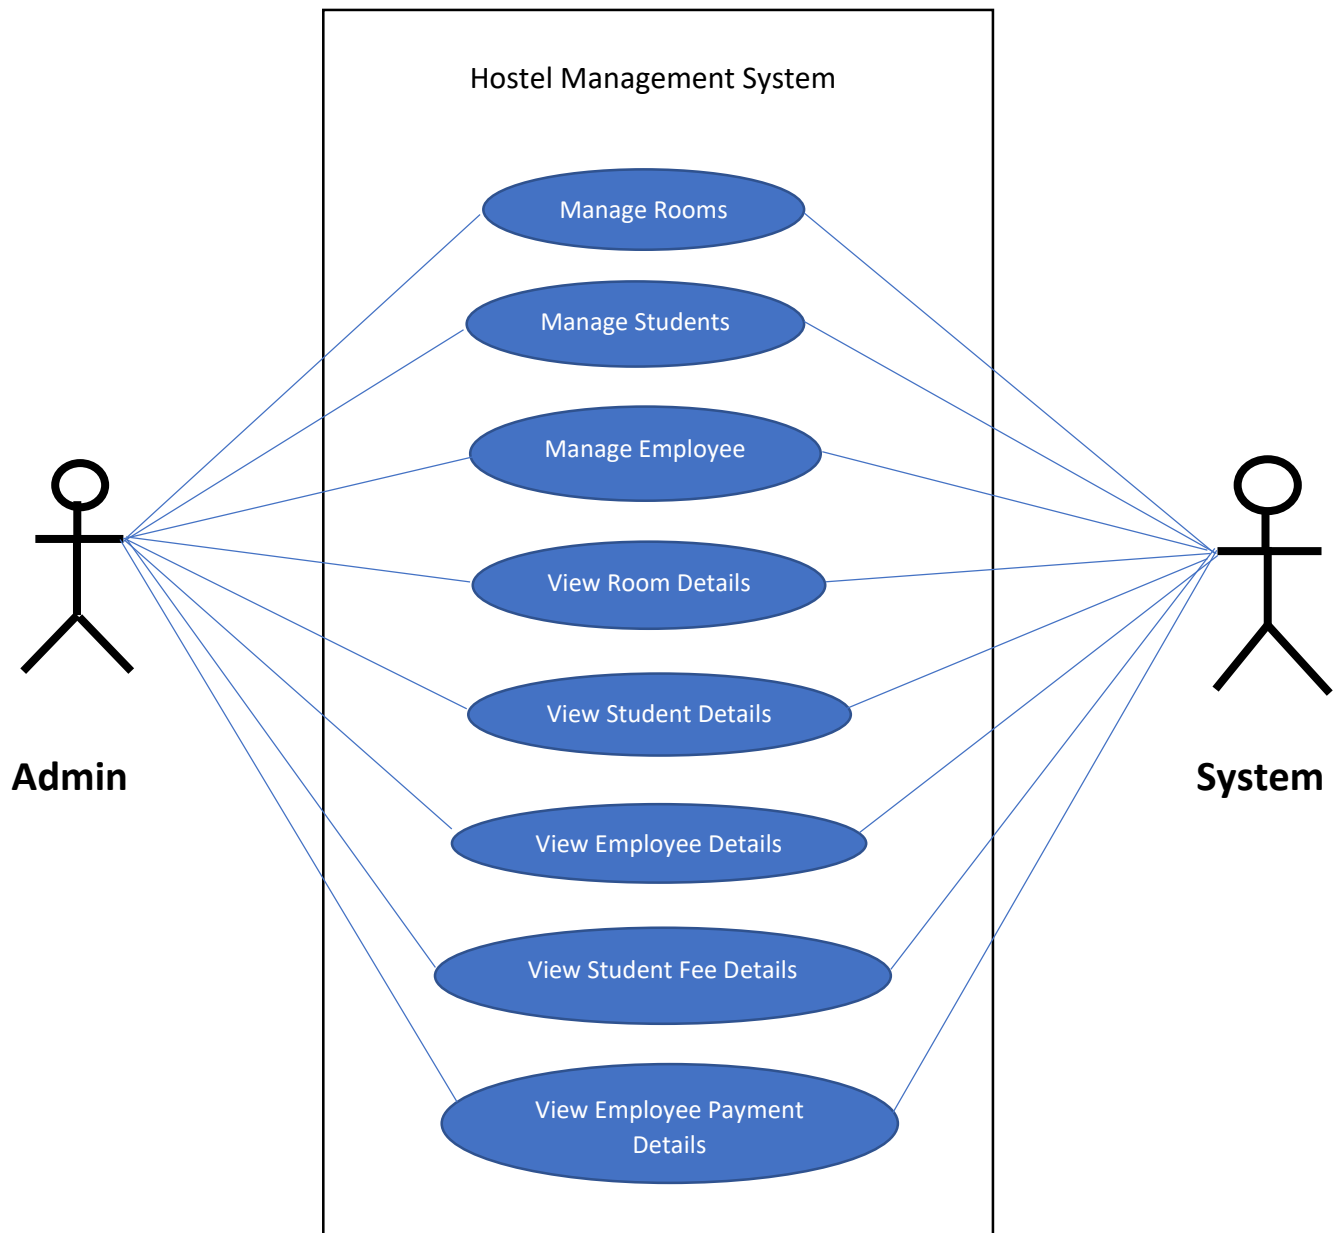 Hostel Management System
Manage Rooms
Manage Students
Manage Employee
View Room Details
View Student Details
Admin
System
View Employee Details
View Student Fee Details
View Employee Payment
Details